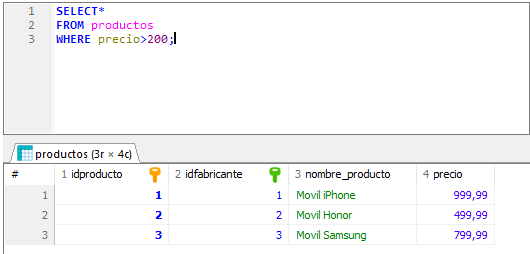 1 SELECT*
2 FROM productos
3 WHERE precio>200;
productos (3r × 4c)
# 1 idproducto 2 idfabricante 3 nombre_producto 4 precio
1 1 1 Movil iPhone 999,99
2 2 2 Movil Honor 499,99
3 3 3 Movil Samsung 799,99